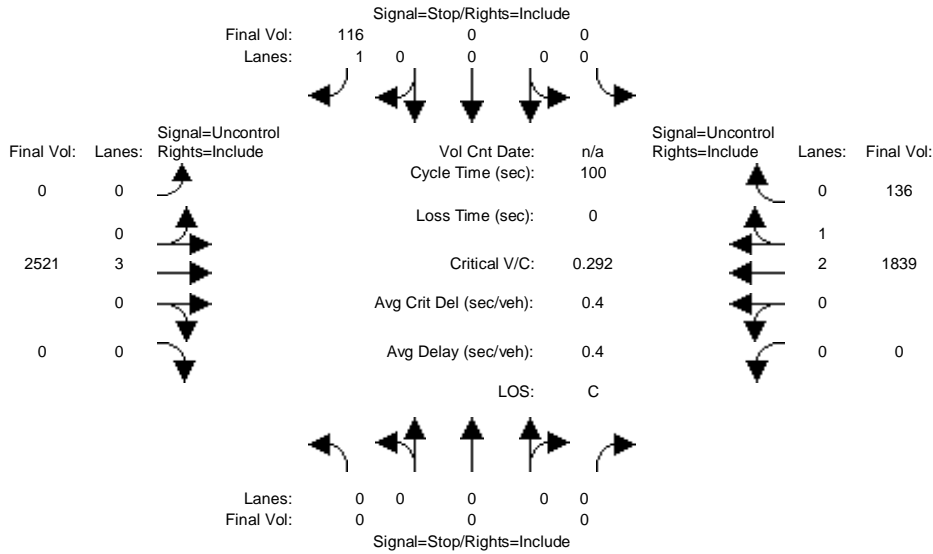 Signal=Stop/Rights=Include
Final Vol: 116 0 0
Lanes: 1 0 0 0 0
Signal=Uncontrol Signal=Uncontrol
Final Vol: Lanes: Rights=Include Vol Cnt Date: n/a Rights=Include Lanes: Final Vol:
Cycle Time (sec): 100
0 0 0 136
Loss Time (sec): 0
0 1
2521 3 Critical V/C: 0.292 2 1839
0 Avg Crit Del (sec/veh): 0.4 0
0 0 Avg Delay (sec/veh): 0.4 0 0
LOS: C
Lanes: 0 0 0 0 0
Final Vol: 0 0 0
Signal=Stop/Rights=Include